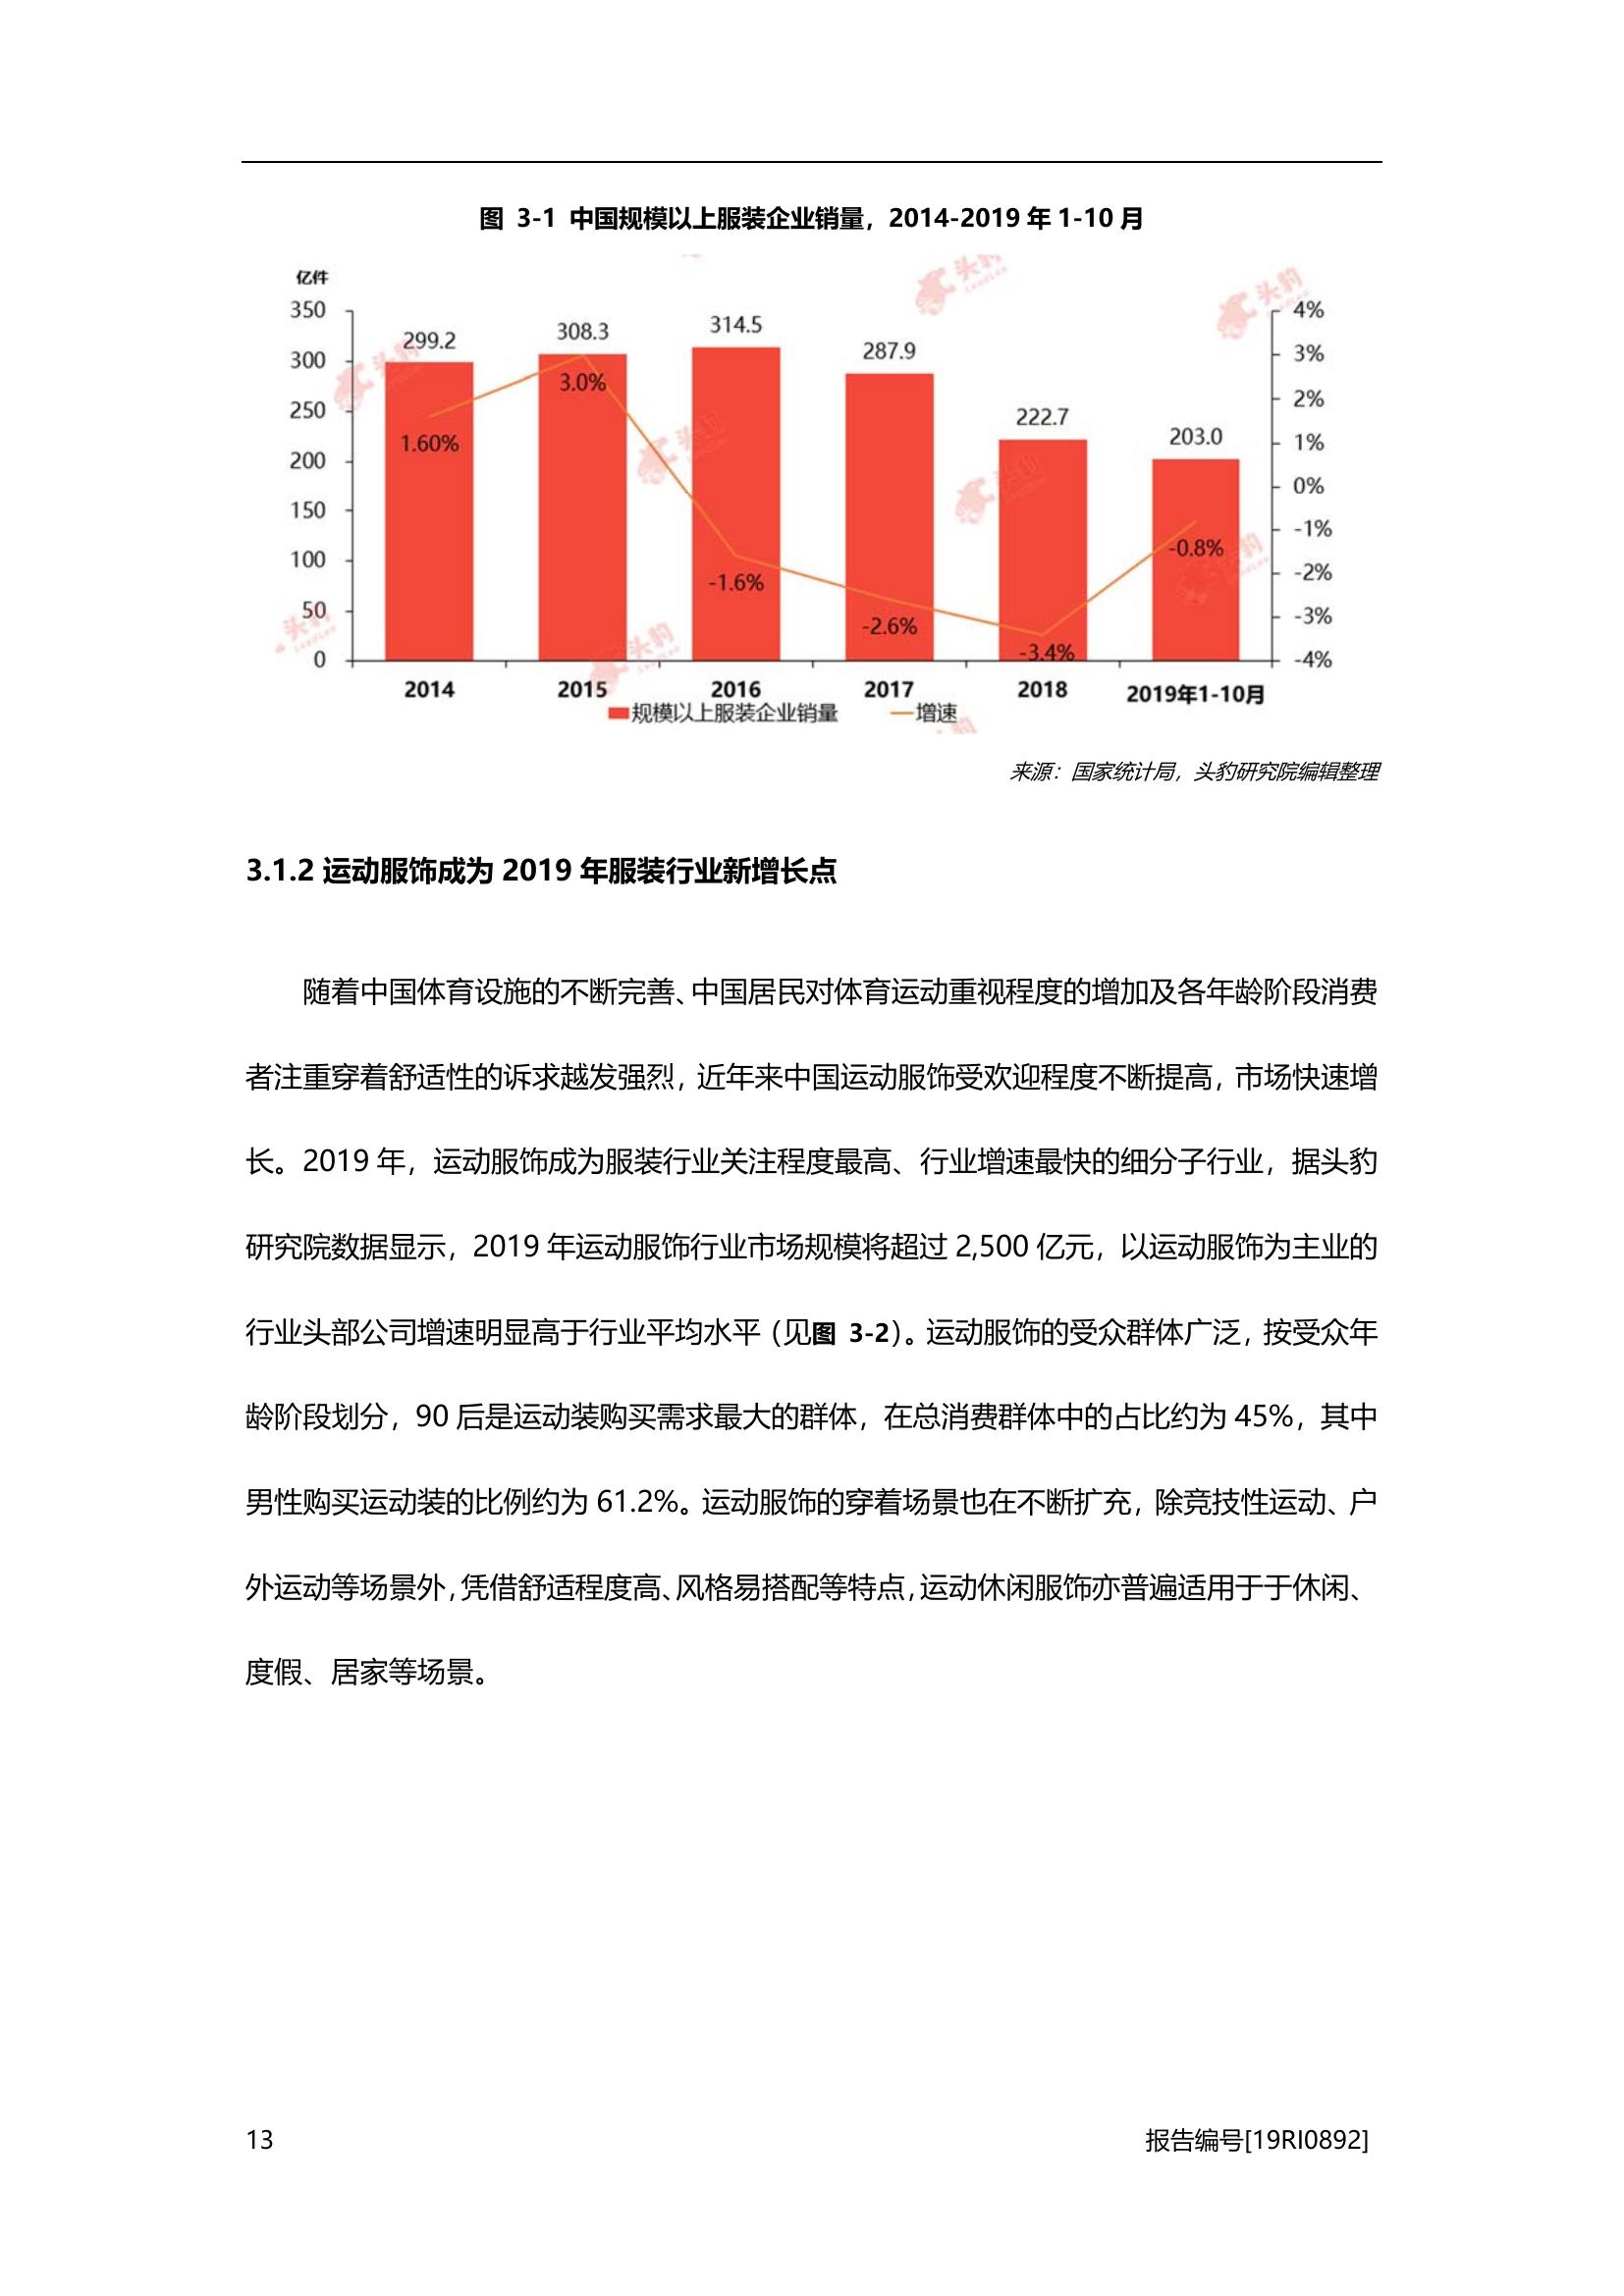 图 3-1 中国规模以上服装企业销量，2014-2019 年 1-10 月
亿件
350
300
250
200
150
100
50
0
4%
3%
2%
1%
0%
-1%
-2%
-3%
-4%
299.2
308.3
314.5
287.9
222.7
203.0
1.60%
3.0%
-1.6%
-2.6%
-3.4%
-0.8%
2014
2015
2016
2017
2018
2019年1-10月
规模以上服装企业销量
增速
头豹
来源：国家统计局，头豹研究院编辑整理
3.1.2 运动服饰成为 2019 年服装行业新增长点
随着中国体育设施的不断完善、中国居民对体育运动重视程度的增加及各年龄阶段消费
者注重穿着舒适性的诉求越发强烈，近年来中国运动服饰受欢迎程度不断提高，市场快速增
长。2019 年，运动服饰成为服装行业关注程度最高、行业增速最快的细分子行业，据头豹
研究院数据显示，2019 年运动服饰行业市场规模将超过 2,500 亿元，以运动服饰为主业的
行业头部公司增速明显高于行业平均水平（见图 3-2）。运动服饰的受众群体广泛，按受众年
龄阶段划分，90 后是运动装购买需求最大的群体，在总消费群体中的占比约为 45%，其中
男性购买运动装的比例约为 61.2%。运动服饰的穿着场景也在不断扩充，除竞技性运动、户
外运动等场景外，凭借舒适程度高、风格易搭配等特点，运动休闲服饰亦普遍适用于于休闲、
度假、居家等场景。
13
报告编号[19RI0892]